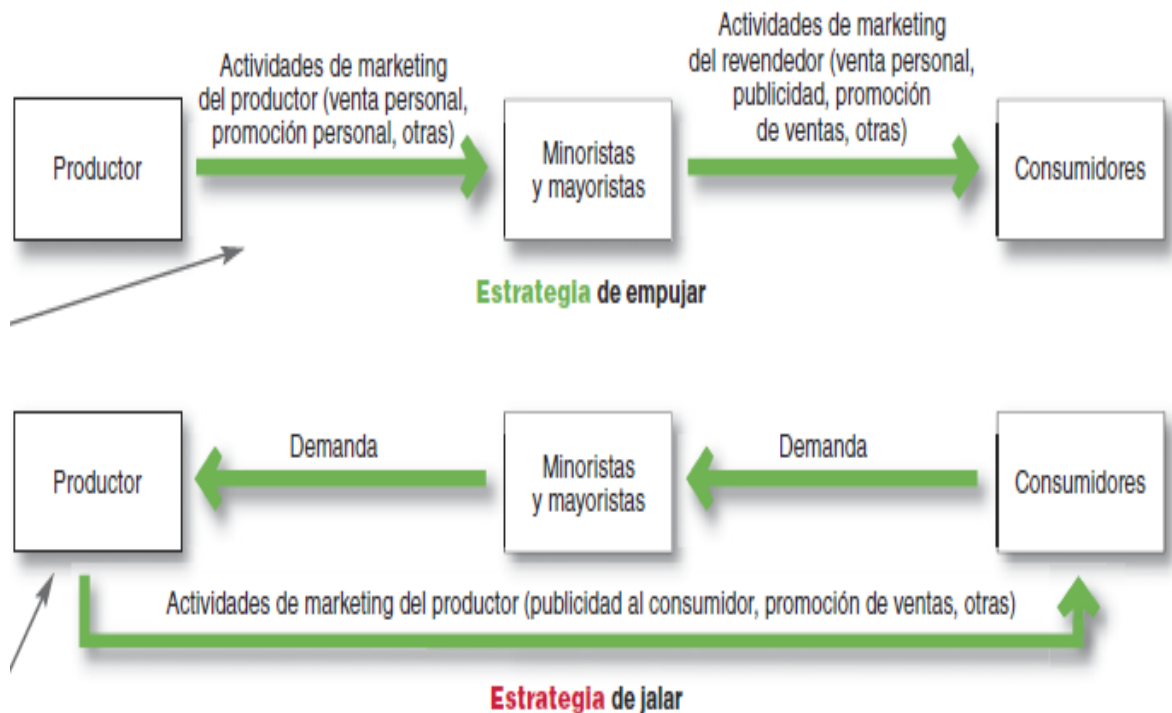 Actividades de marketing
del productor (venta personal,
promoción personal, otras)
Actividades de marketing
del revendedor (venta personal,
publicidad, promoción
de ventas, otras)
Productor
Minoristas
y mayoristas
Consumidores
Estrategia de empujar
Productor
Demanda
Minoristas
y mayoristas
Demanda
Consumidores
Actividades de marketing del productor (publicidad al consumidor, promoción de ventas, otras)
Estrategia de jalar